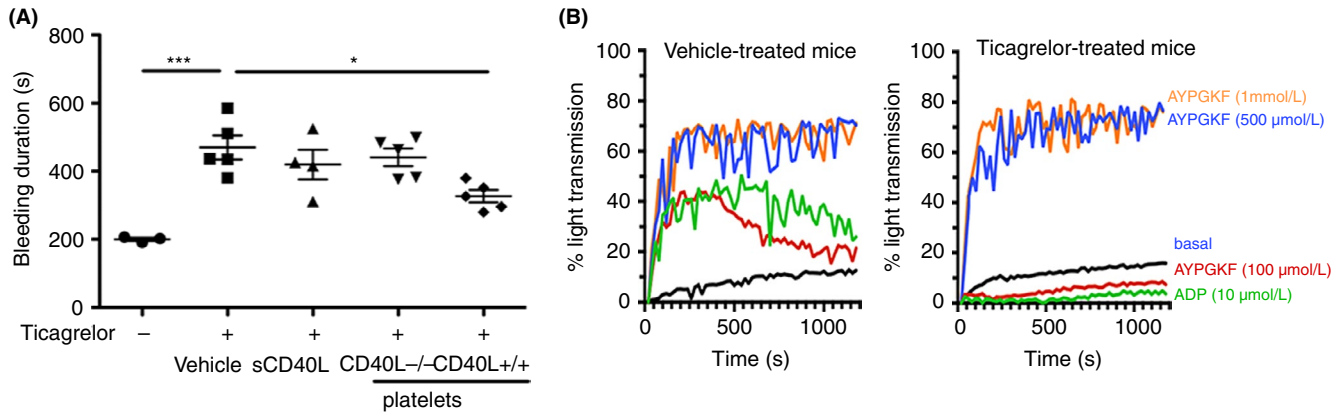 (A)
800
600
400
200
0
Bleeding duration (s)
***
*
Ticagrelor – + + + +
Vehicle sCD40L CD40L–/–CD40L+/+
platelets
(B)
Vehicle-treated mice
100
80
60
40
20
0
% light transmission
0 500 1000
Time (s)
Ticagrelor-treated mice
100
80
60
40
20
0
% light transmission
0 500 1000
Time (s)
AYPGKF (1mmol/L)
AYPGKF (500 µmol/L)
basal
AYPGKF (100 µmol/L)
ADP (10 µmol/L)